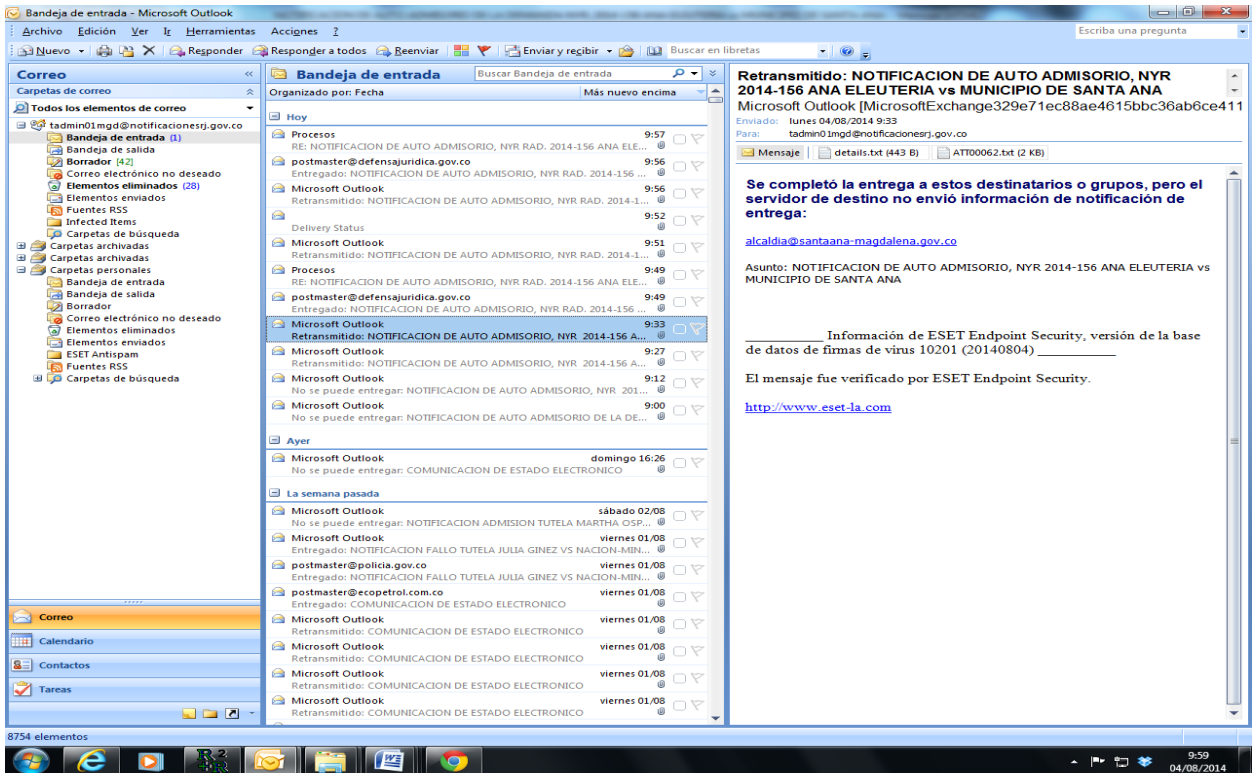 Bandeja de entrada - Microsoft Outlook
Archivo Edición Ver Ir Herramientas Acciones ?
Escriba una pregunta
Nuevo Responder Responder a todos Reenviar Enviar y recibir Buscar en libretas
Correo
Carpetas de correo
Todos los elementos de correo
tadmin01mgd@notificacionesrj.gov.co
Bandeja de entrada (1)
Bandeja de salida
Borrador [42]
Correo electrónico no deseado
Elementos eliminados (28)
Elementos enviados
Fuentes RSS
Infected Items
Carpetas de búsqueda
Carpetas archivadas
Carpetas archivadas
Carpetas personales
Bandeja de entrada
Bandeja de salida
Borrador
Correo electrónico no deseado
Elementos eliminados
Elementos enviados
ESET Antispam
Fuentes RSS
Carpetas de búsqueda
Correo
Calendario
Contactos
Tareas
Bandeja de entrada
Buscar Bandeja de entrada
Organizado por: Fecha Más nuevo encima
Hoy
Procesos 9:57
RE: NOTIFICACION DE AUTO ADMISORIO, NYR RAD. 2014-156 ANA ELE...
postmaster@defensajuridica.gov.co 9:56
Entregado: NOTIFICACION DE AUTO ADMISORIO, NYR RAD. 2014-156 ...
Microsoft Outlook 9:56
Retransmitido: NOTIFICACION DE AUTO ADMISORIO, NYR RAD. 2014-1...
9:52
Delivery Status
Microsoft Outlook 9:51
Retransmitido: NOTIFICACION DE AUTO ADMISORIO, NYR RAD. 2014-1...
Procesos 9:49
RE: NOTIFICACION DE AUTO ADMISORIO, NYR RAD. 2014-156 ANA ELE...
postmaster@defensajuridica.gov.co 9:49
Entregado: NOTIFICACION DE AUTO ADMISORIO, NYR RAD. 2014-156 ...
Microsoft Outlook 9:33
Retransmitido: NOTIFICACION DE AUTO ADMISORIO, NYR 2014-156 A...
Microsoft Outlook 9:27
Retransmitido: NOTIFICACION DE AUTO ADMISORIO, NYR 2014-156 A...
Microsoft Outlook 9:12
No se puede entregar: NOTIFICACION DE AUTO ADMISORIO, NYR 201...
Microsoft Outlook 9:00
No se puede entregar: NOTIFICACION DE AUTO ADMISORIO DE LA DE...
Ayer
Microsoft Outlook domingo 16:26
No se puede entregar: COMUNICACION DE ESTADO ELECTRONICO
La semana pasada
Microsoft Outlook sábado 02/08
No se puede entregar: NOTIFICACION ADMISION TUTELA MARTHA OSP...
Microsoft Outlook viernes 01/08
Entregado: NOTIFICACION FALLO TUTELA JULIA GINEZ VS NACION-MIN...
postmaster@policia.gov.co viernes 01/08
Entregado: NOTIFICACION FALLO TUTELA JULIA GINEZ VS NACION-MIN...
postmaster@ecopetrol.com.co viernes 01/08
Entregado: COMUNICACION DE ESTADO ELECTRONICO
Microsoft Outlook viernes 01/08
Retransmitido: COMUNICACION DE ESTADO ELECTRONICO
Microsoft Outlook viernes 01/08
Retransmitido: COMUNICACION DE ESTADO ELECTRONICO
Microsoft Outlook viernes 01/08
Retransmitido: COMUNICACION DE ESTADO ELECTRONICO
Microsoft Outlook viernes 01/08
Retransmitido: COMUNICACION DE ESTADO ELECTRONICO
Retransmitido: NOTIFICACION DE AUTO ADMISORIO, NYR
2014-156 ANA ELEUTERIA vs MUNICIPIO DE SANTA ANA
Microsoft Outlook [MicrosoftExchange329e71ec88ae4615bbc36ab6ce411
Enviado: lunes 04/08/2014 9:33
Para: tadmin01mgd@notificacionesrj.gov.co
Mensaje details.txt (443 B) ATT00062.txt (2 KB)
Se completó la entrega a estos destinatarios o grupos, pero el
servidor de destino no envió información de notificación de
entrega:
alcaldia@santaana-magdalena.gov.co
Asunto: NOTIFICACION DE AUTO ADMISORIO, NYR 2014-156 ANA ELEUTERIA vs
MUNICIPIO DE SANTA ANA
__________ Información de ESET Endpoint Security, versión de la base
de datos de firmas de virus 10201 (20140804) __________
El mensaje fue verificado por ESET Endpoint Security.
http://www.eset-la.com
8754 elementos
9:59
04/08/2014